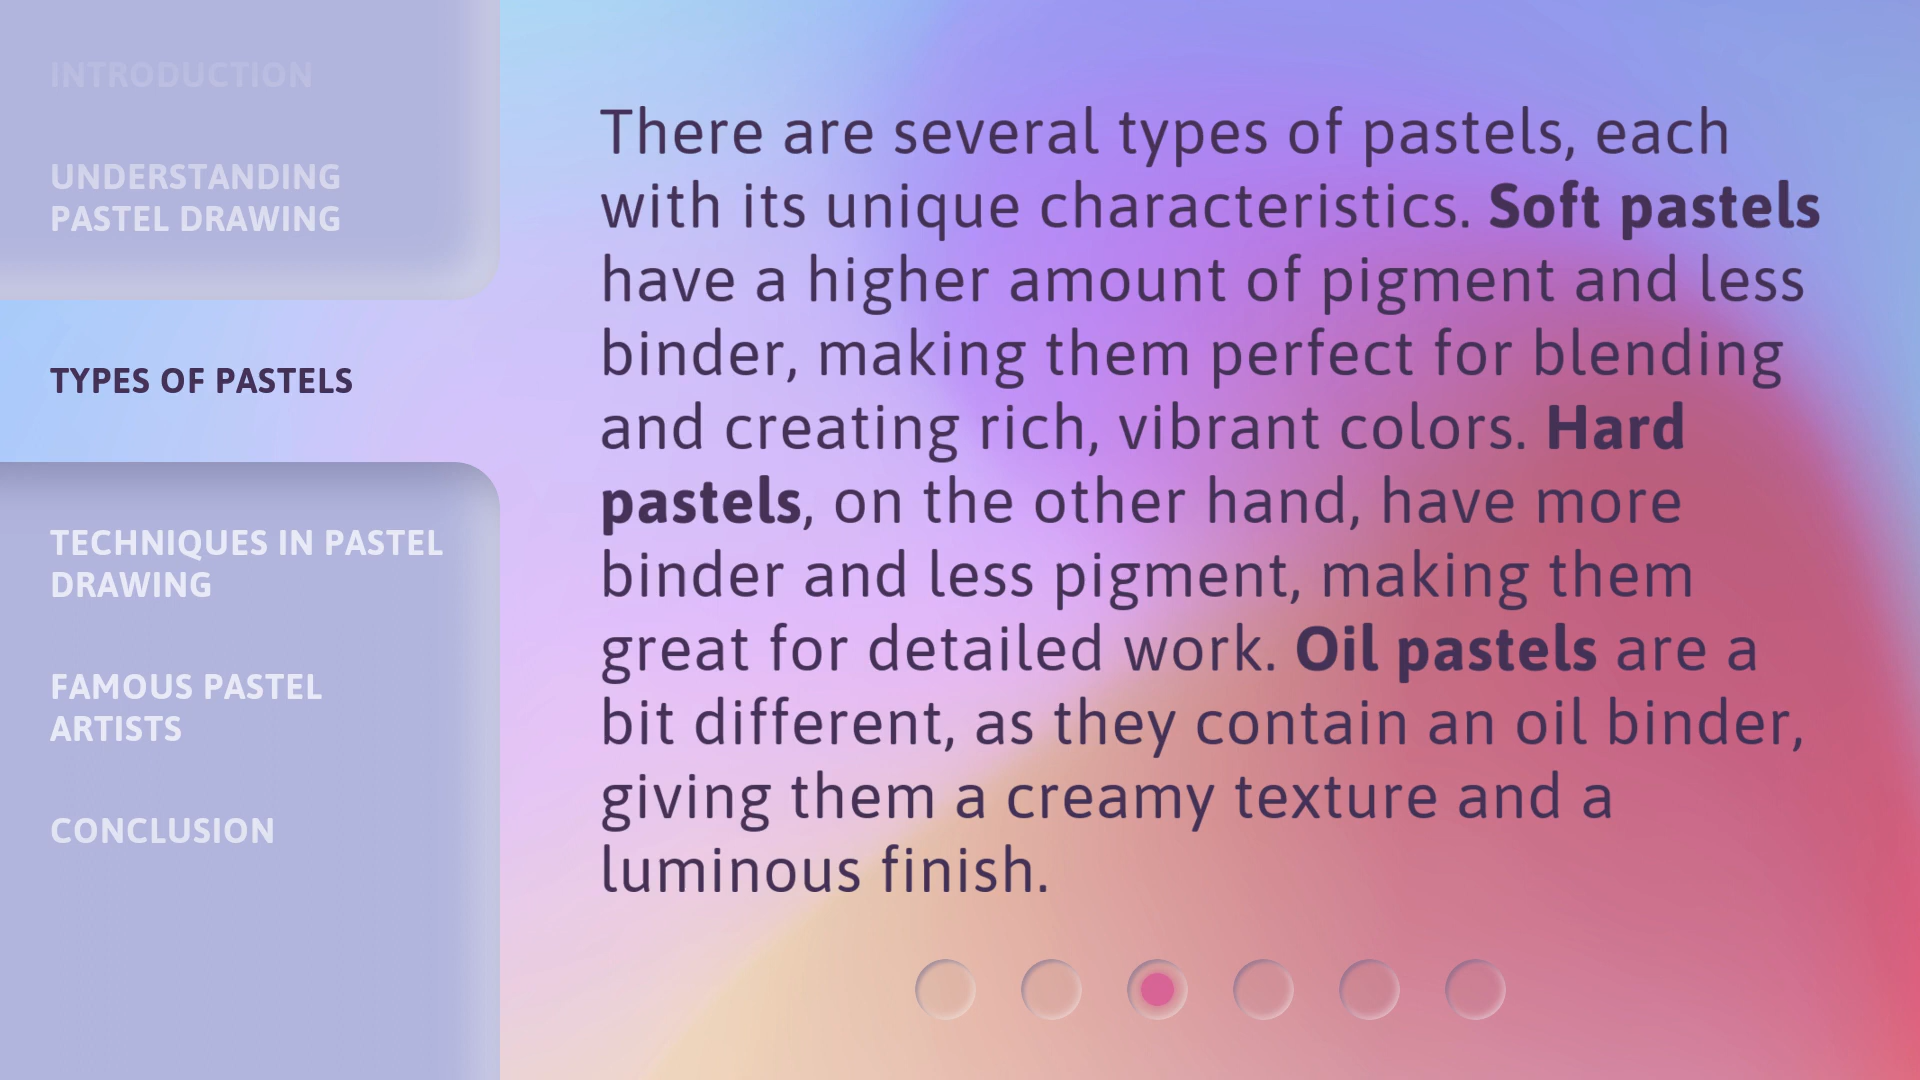 INTRODUCTION
UNDERSTANDING
PASTEL DRAWING
TYPES OF PASTELS
TECHNIQUES IN PASTEL
DRAWING
FAMOUS PASTEL
ARTISTS
CONCLUSION
There are several types of pastels, each
with its unique characteristics. Soft pastels
have a higher amount of pigment and less
binder, making them perfect for blending
and creating rich, vibrant colors. Hard
pastels, on the other hand, have more
binder and less pigment, making them
great for detailed work. Oil pastels are a
bit different, as they contain an oil binder,
giving them a creamy texture and a
luminous finish.